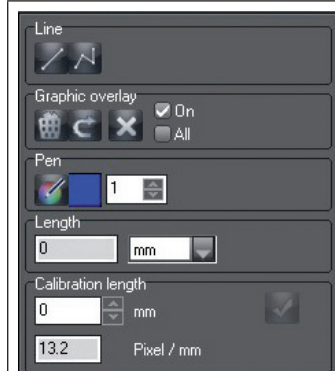 Line
Graphic overlay
On
All
Pen
1
Length
0 mm
Calibration length
0 mm
13.2 Pixel / mm